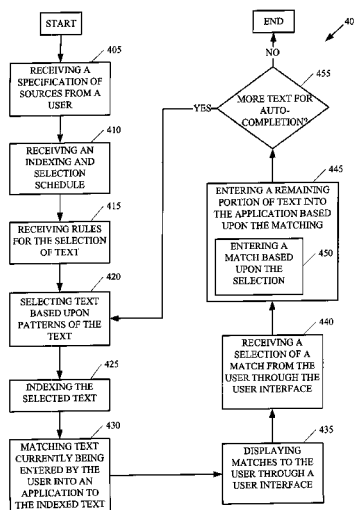 START
405
RECEIVING A
SPECIFICATION OF
SOURCES FROM A
USER
410
RECEIVING AN
INDEXING AND
SELECTION
SCHEDULE
415
RECEIVING RULES
FOR THE SELECTION
OF TEXT
420
SELECTING TEXT
BASED UPON
PATTERNS OF THE
TEXT
425
INDEXING THE
SELECTED TEXT
430
MATCHING TEXT
CURRENTLY BEING
ENTERED BY THE
USER INTO AN
APPLICATION TO
THE INDEXED TEXT
435
DISPLAYING
MATCHES TO THE
USER THROUGH A
USER INTERFACE
440
RECEIVING A
SELECTION OF A
MATCH FROM THE
USER THROUGH THE
USER INTERFACE
445
ENTERING A REMAINING
PORTION OF TEXT INTO
THE APPLICATION BASED
UPON THE MATCHING
450
ENTERING A
MATCH BASED
UPON THE
SELECTION
455
MORE TEXT FOR
AUTO-
COMPLETION?
YES
NO
END
40